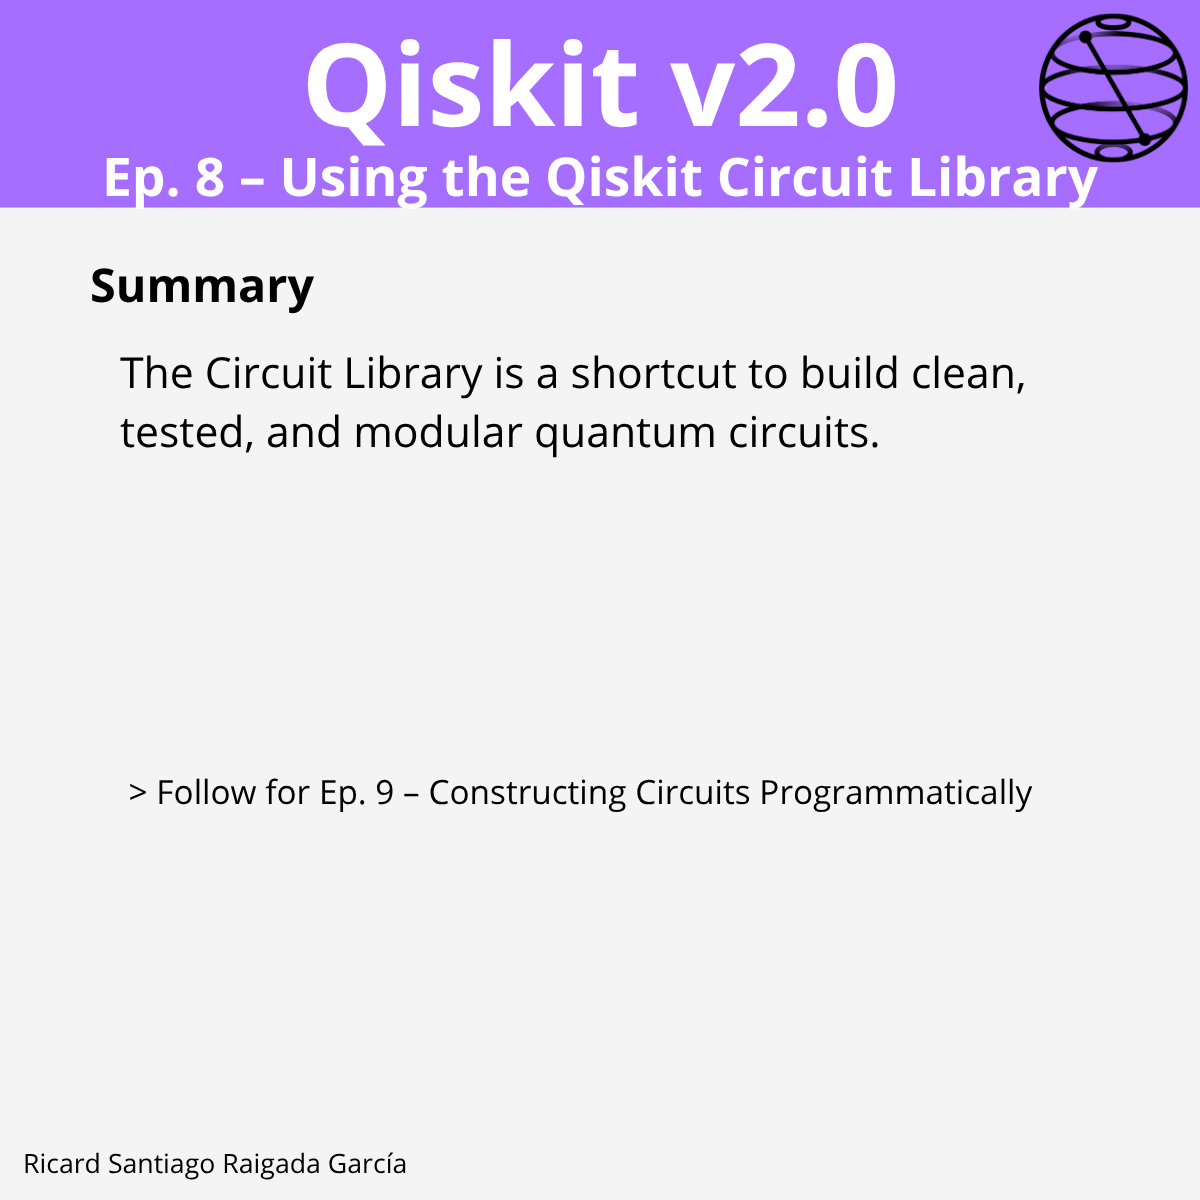 Qiskit v2.0
Ep. 8 – Using the Qiskit Circuit Library
Summary
The Circuit Library is a shortcut to build clean,
tested, and modular quantum circuits.
> Follow for Ep. 9 – Constructing Circuits Programmatically
Ricard Santiago Raigada García